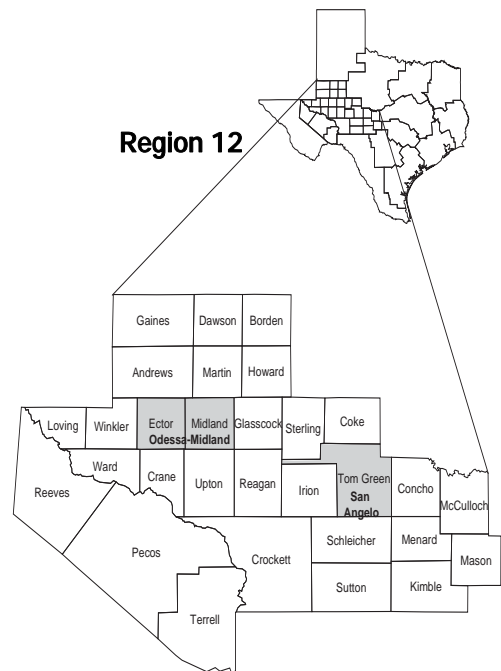 Region 12
Gaines
Dawson
Borden
Andrews
Martin
Howard
Loving
Winkler
Ector
Midland
Odessa-Midland
Glasscock
Sterling
Coke
Reeves
Ward
Crane
Upton
Reagan
Irion
Tom Green
San
Angelo
Concho
McCulloch
Pecos
Crockett
Schleicher
Menard
Mason
Terrell
Sutton
Kimble